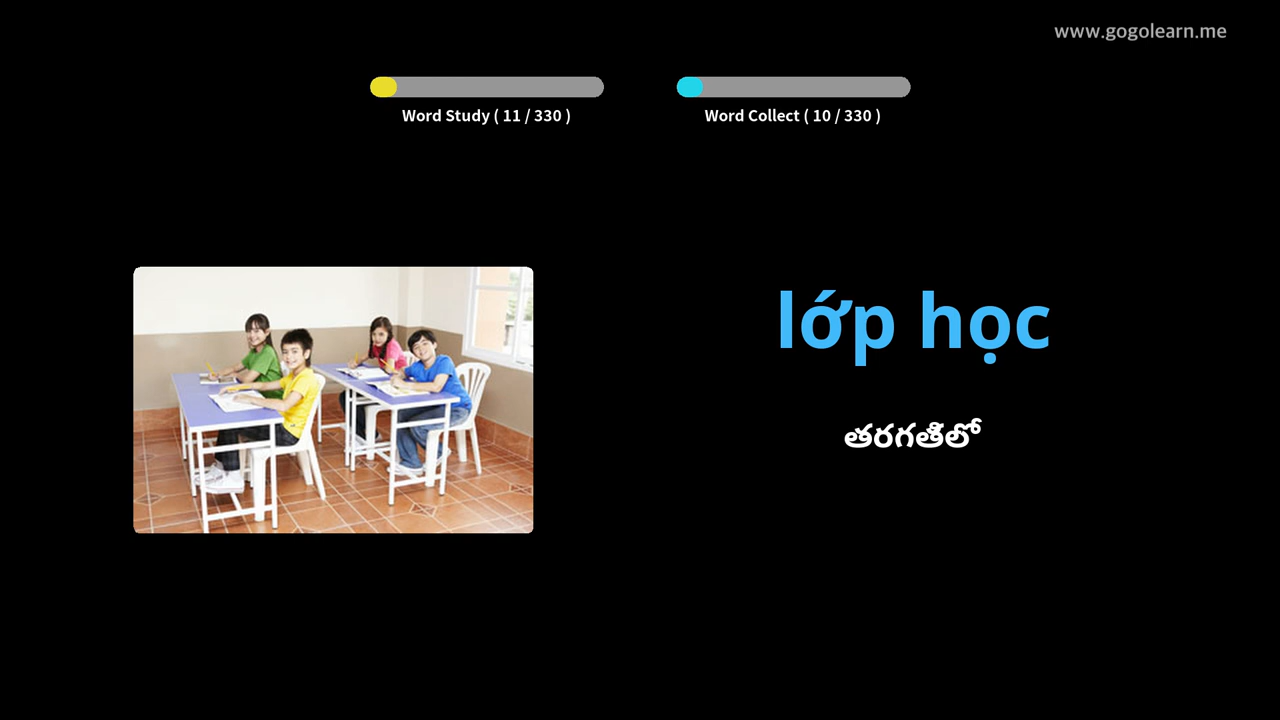 www.gogolearn.me
Word Study ( 11 / 330 )
Word Collect ( 10 / 330 )
lớp học
తరగతిలో